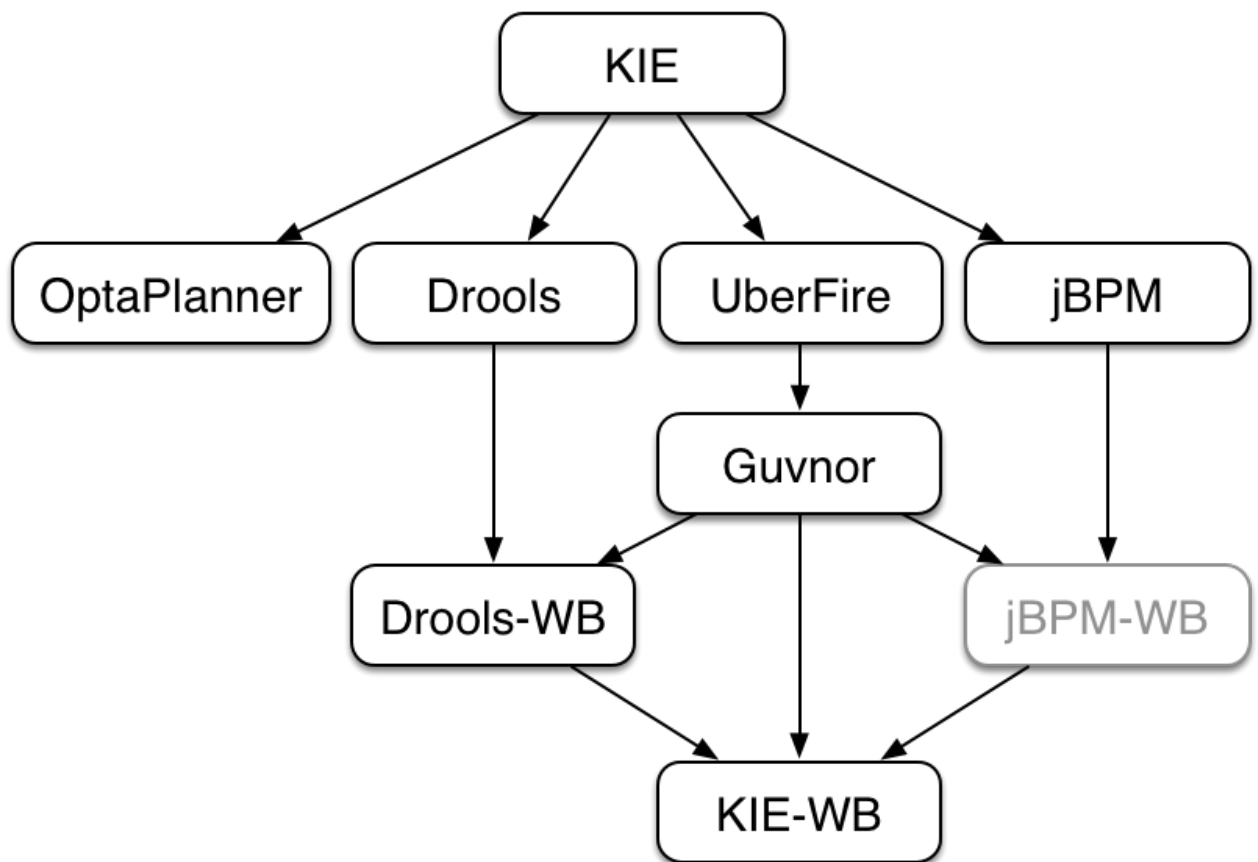 KIE
OptaPlanner
Drools
UberFire
jBPM
Guvnor
Drools-WB
jBPM-WB
KIE-WB